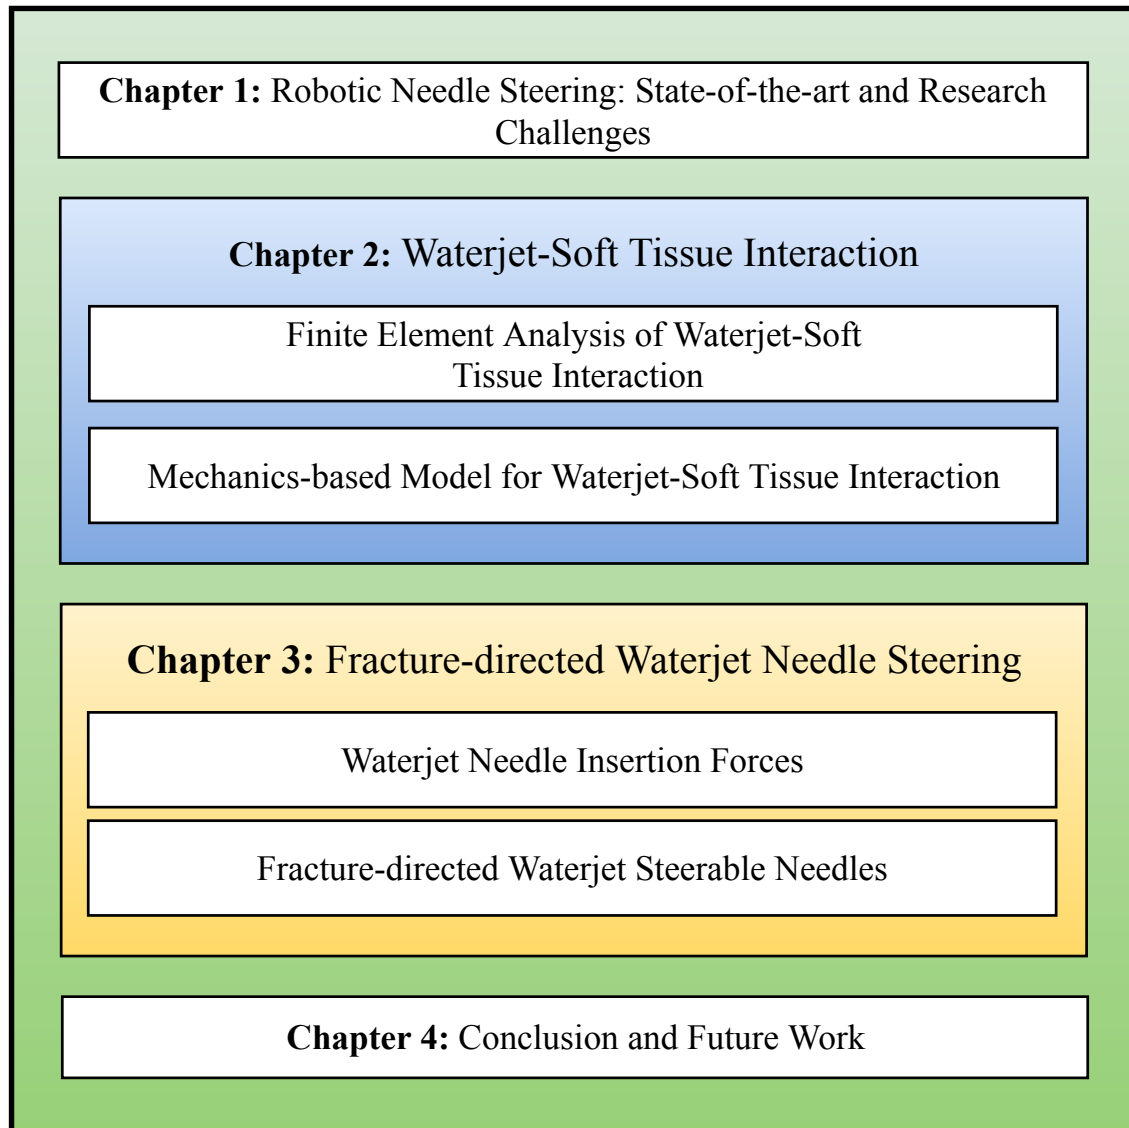 Chapter 1: Robotic Needle Steering: State-of-the-art and Research
Challenges
Chapter 2: Waterjet-Soft Tissue Interaction
Finite Element Analysis of Waterjet-Soft
Tissue Interaction
Mechanics-based Model for Waterjet-Soft Tissue Interaction
Chapter 3: Fracture-directed Waterjet Needle Steering
Waterjet Needle Insertion Forces
Fracture-directed Waterjet Steerable Needles
Chapter 4: Conclusion and Future Work